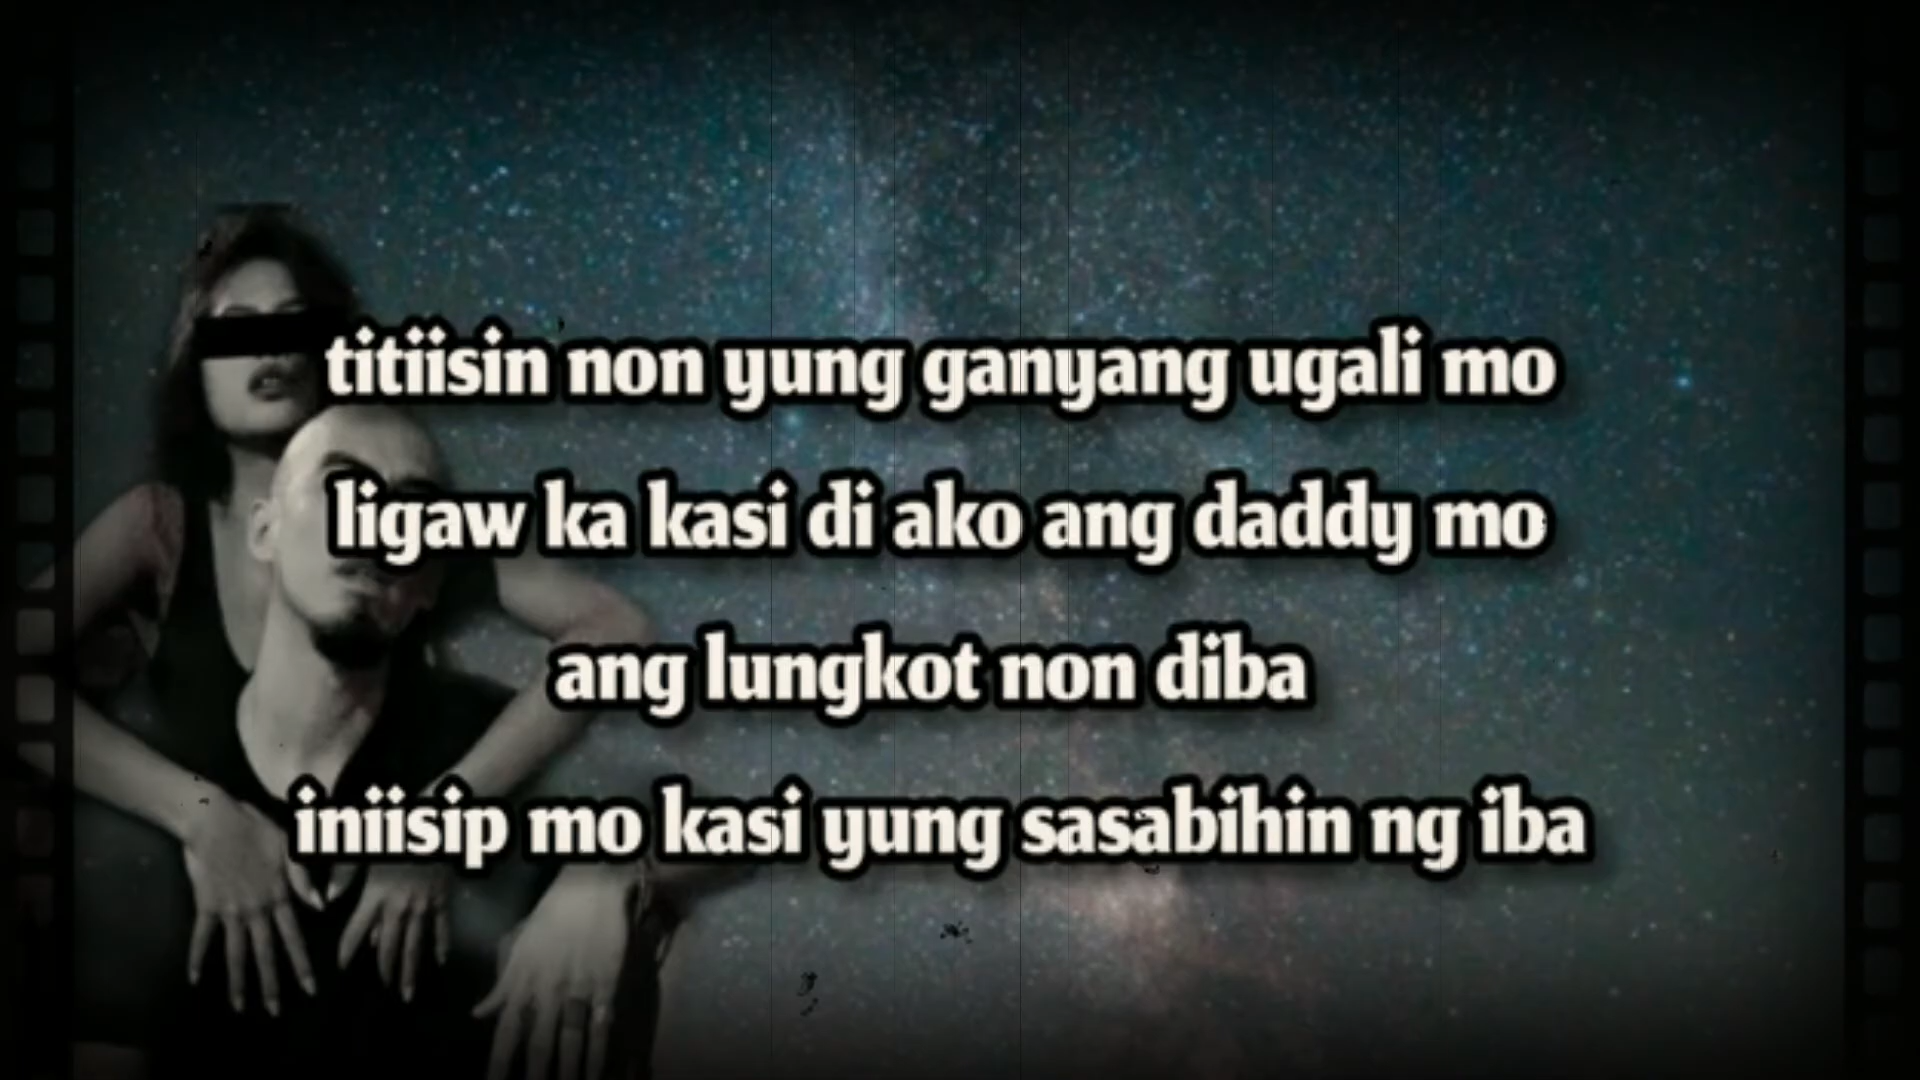 titiisin non yung ganyang ugali mo
ligaw ka kasi di ako ang daddy mo
ang lungkot non diba
iniisip mo kasi yung sasabihin ng iba